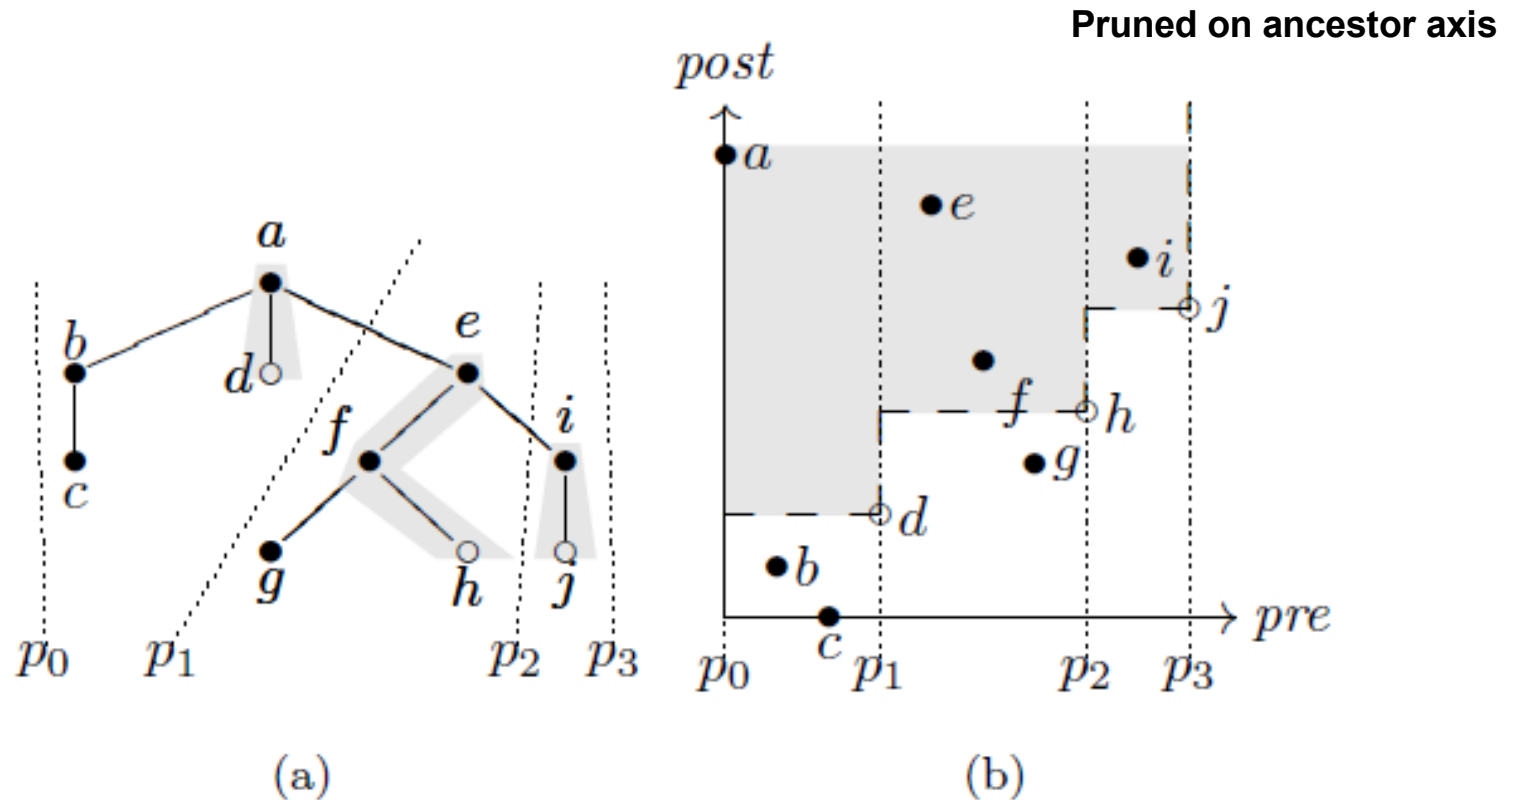 Pruned on ancestor axis
post
a
e
i
j
f
h
g
d
b
c
pre
p0 p1 p2 p3
(b)
a
b
e
d
f
i
c
g
h
j
p0 p1 p2 p3
(a)